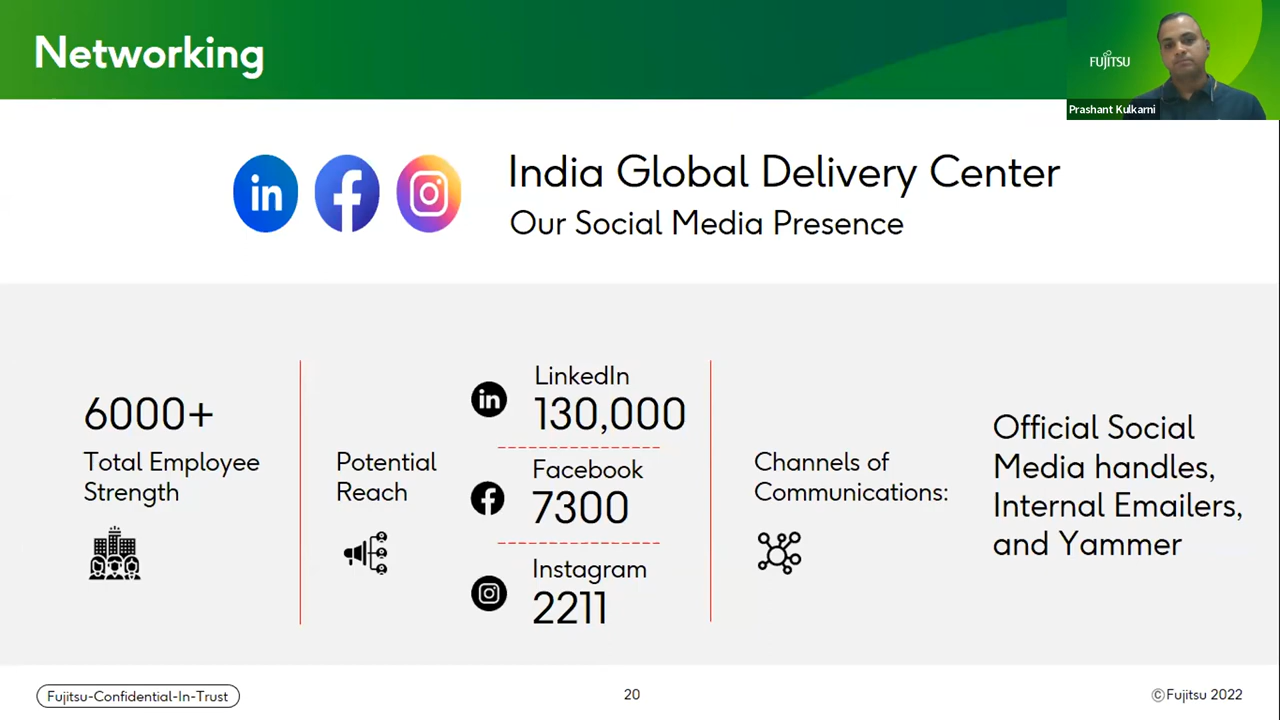 Networking
FUJITSU
Prashant Kulkarni
India Global Delivery Center
Our Social Media Presence
6000+
Total Employee
Strength
Potential
Reach
LinkedIn
130,000
Facebook
7300
Instagram
2211
Channels of
Communications:
Official Social
Media handles,
Internal Emailers,
and Yammer
Fujitsu-Confidential-In-Trust
20
©Fujitsu 2022